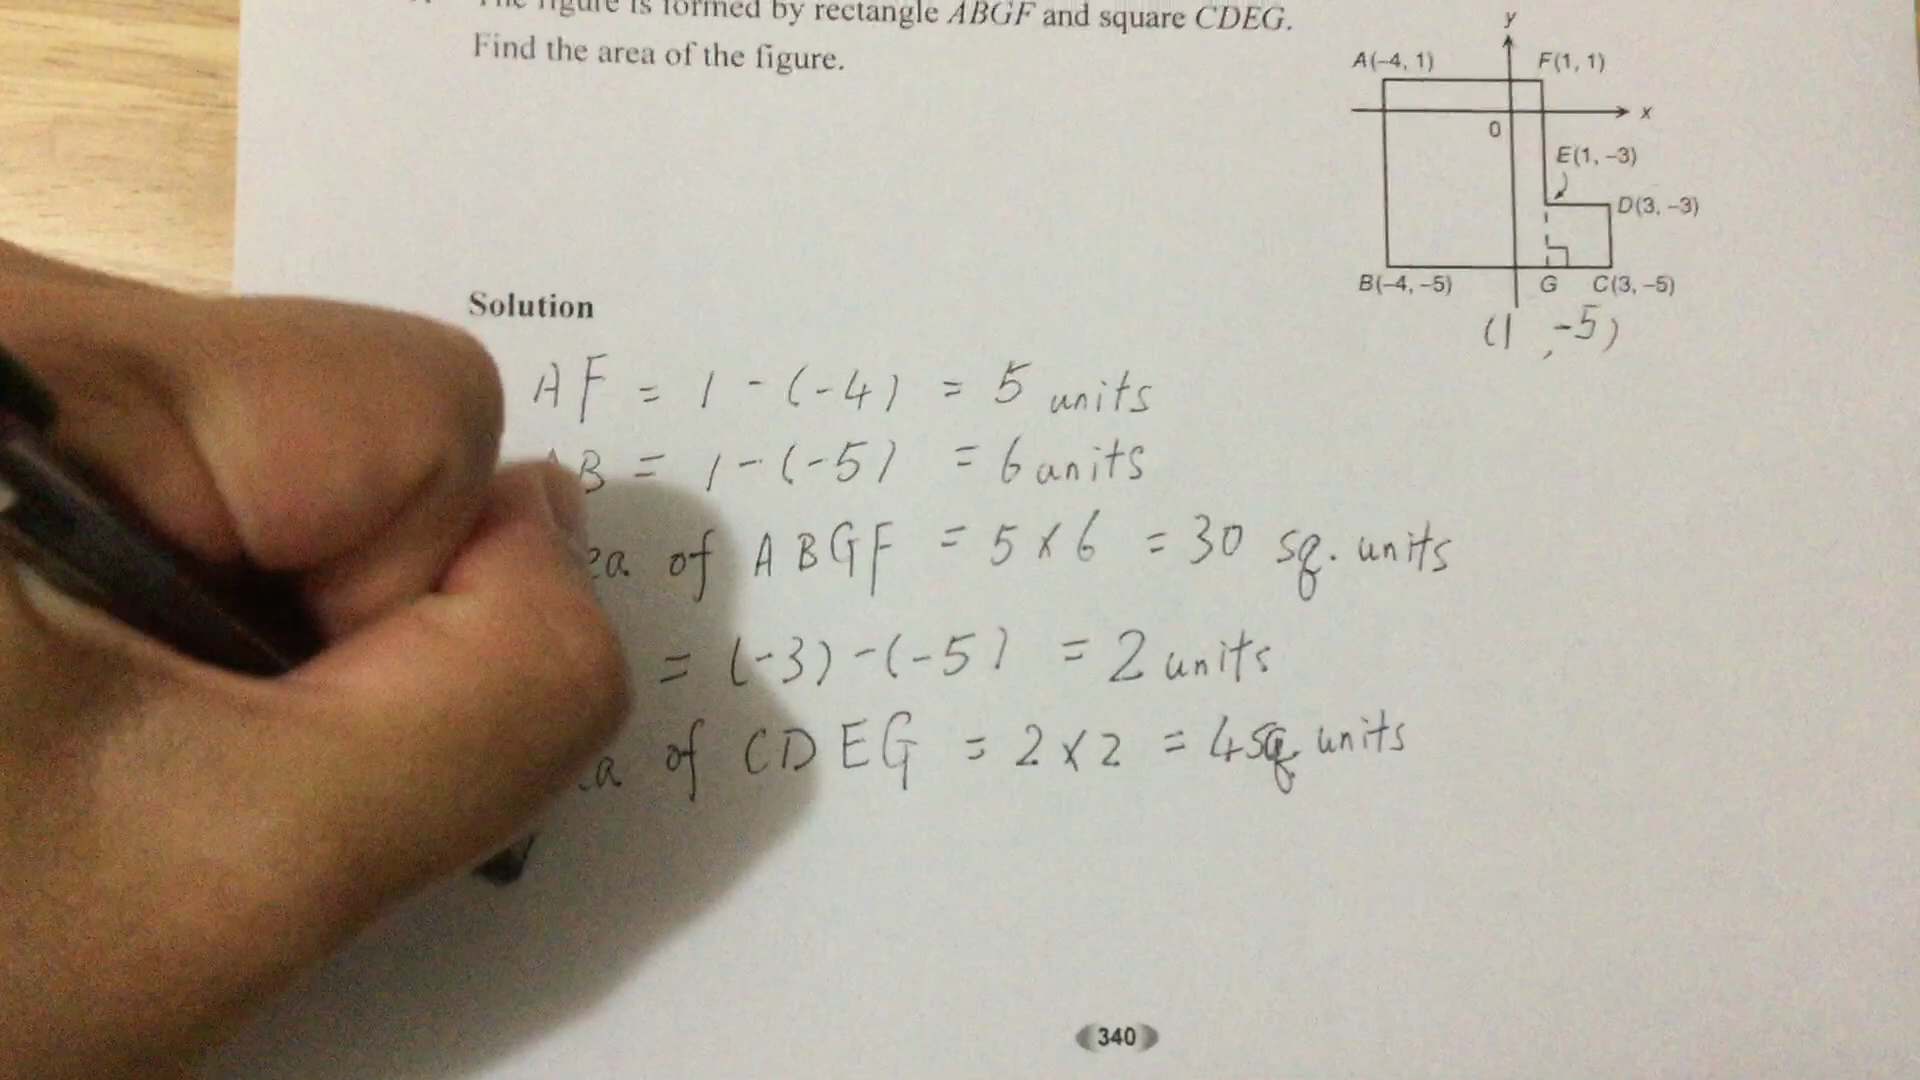 The figure is formed by rectangle ABGF and square CDEG.
Find the area of the figure.
y
A(−4, 1)
F(1, 1)
x
0
E(1, −3)
D(3, −3)
B(−4, −5)
G
C(3, −5)
(1, -5)
Solution
AF = 1 - (-4) = 5 units
AB = 1 - (-5) = 6 units
of ABGF = 5 × 6 = 30 sq. units
= (-3) - (-5) = 2 units
of CDEG = 2 × 2 = 4 sq. units
340